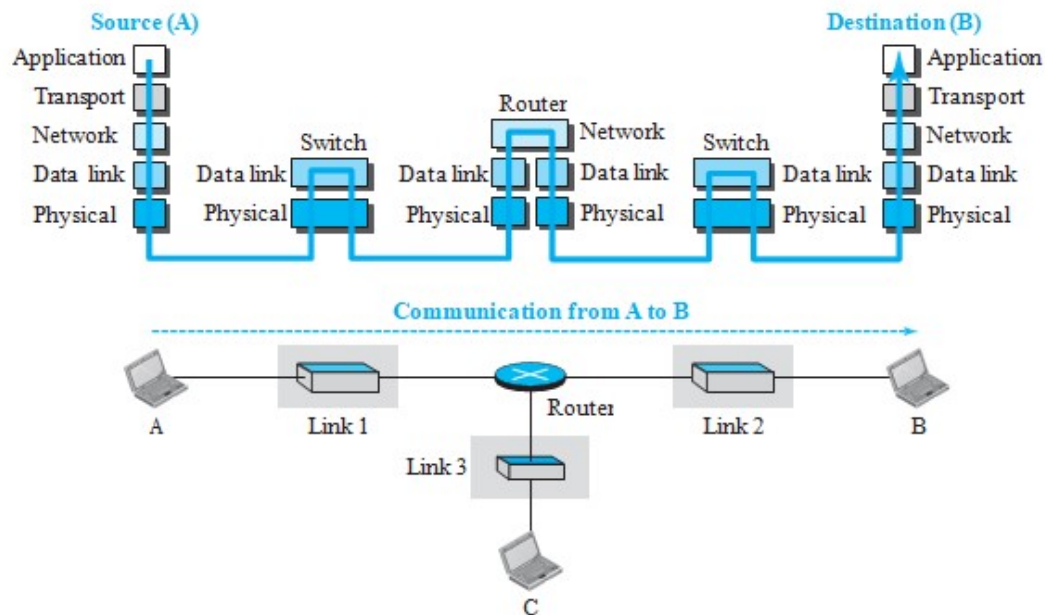 Source (A)
Destination (B)
Application
Application
Transport
Transport
Router
Network
Network
Network
Switch
Switch
Data link
Data link
Data link
Data link
Data link
Data link
Physical
Physical
Physical
Physical
Physical
Physical
Communication from A to B
A
Link 1
Router
Link 2
B
Link 3
C